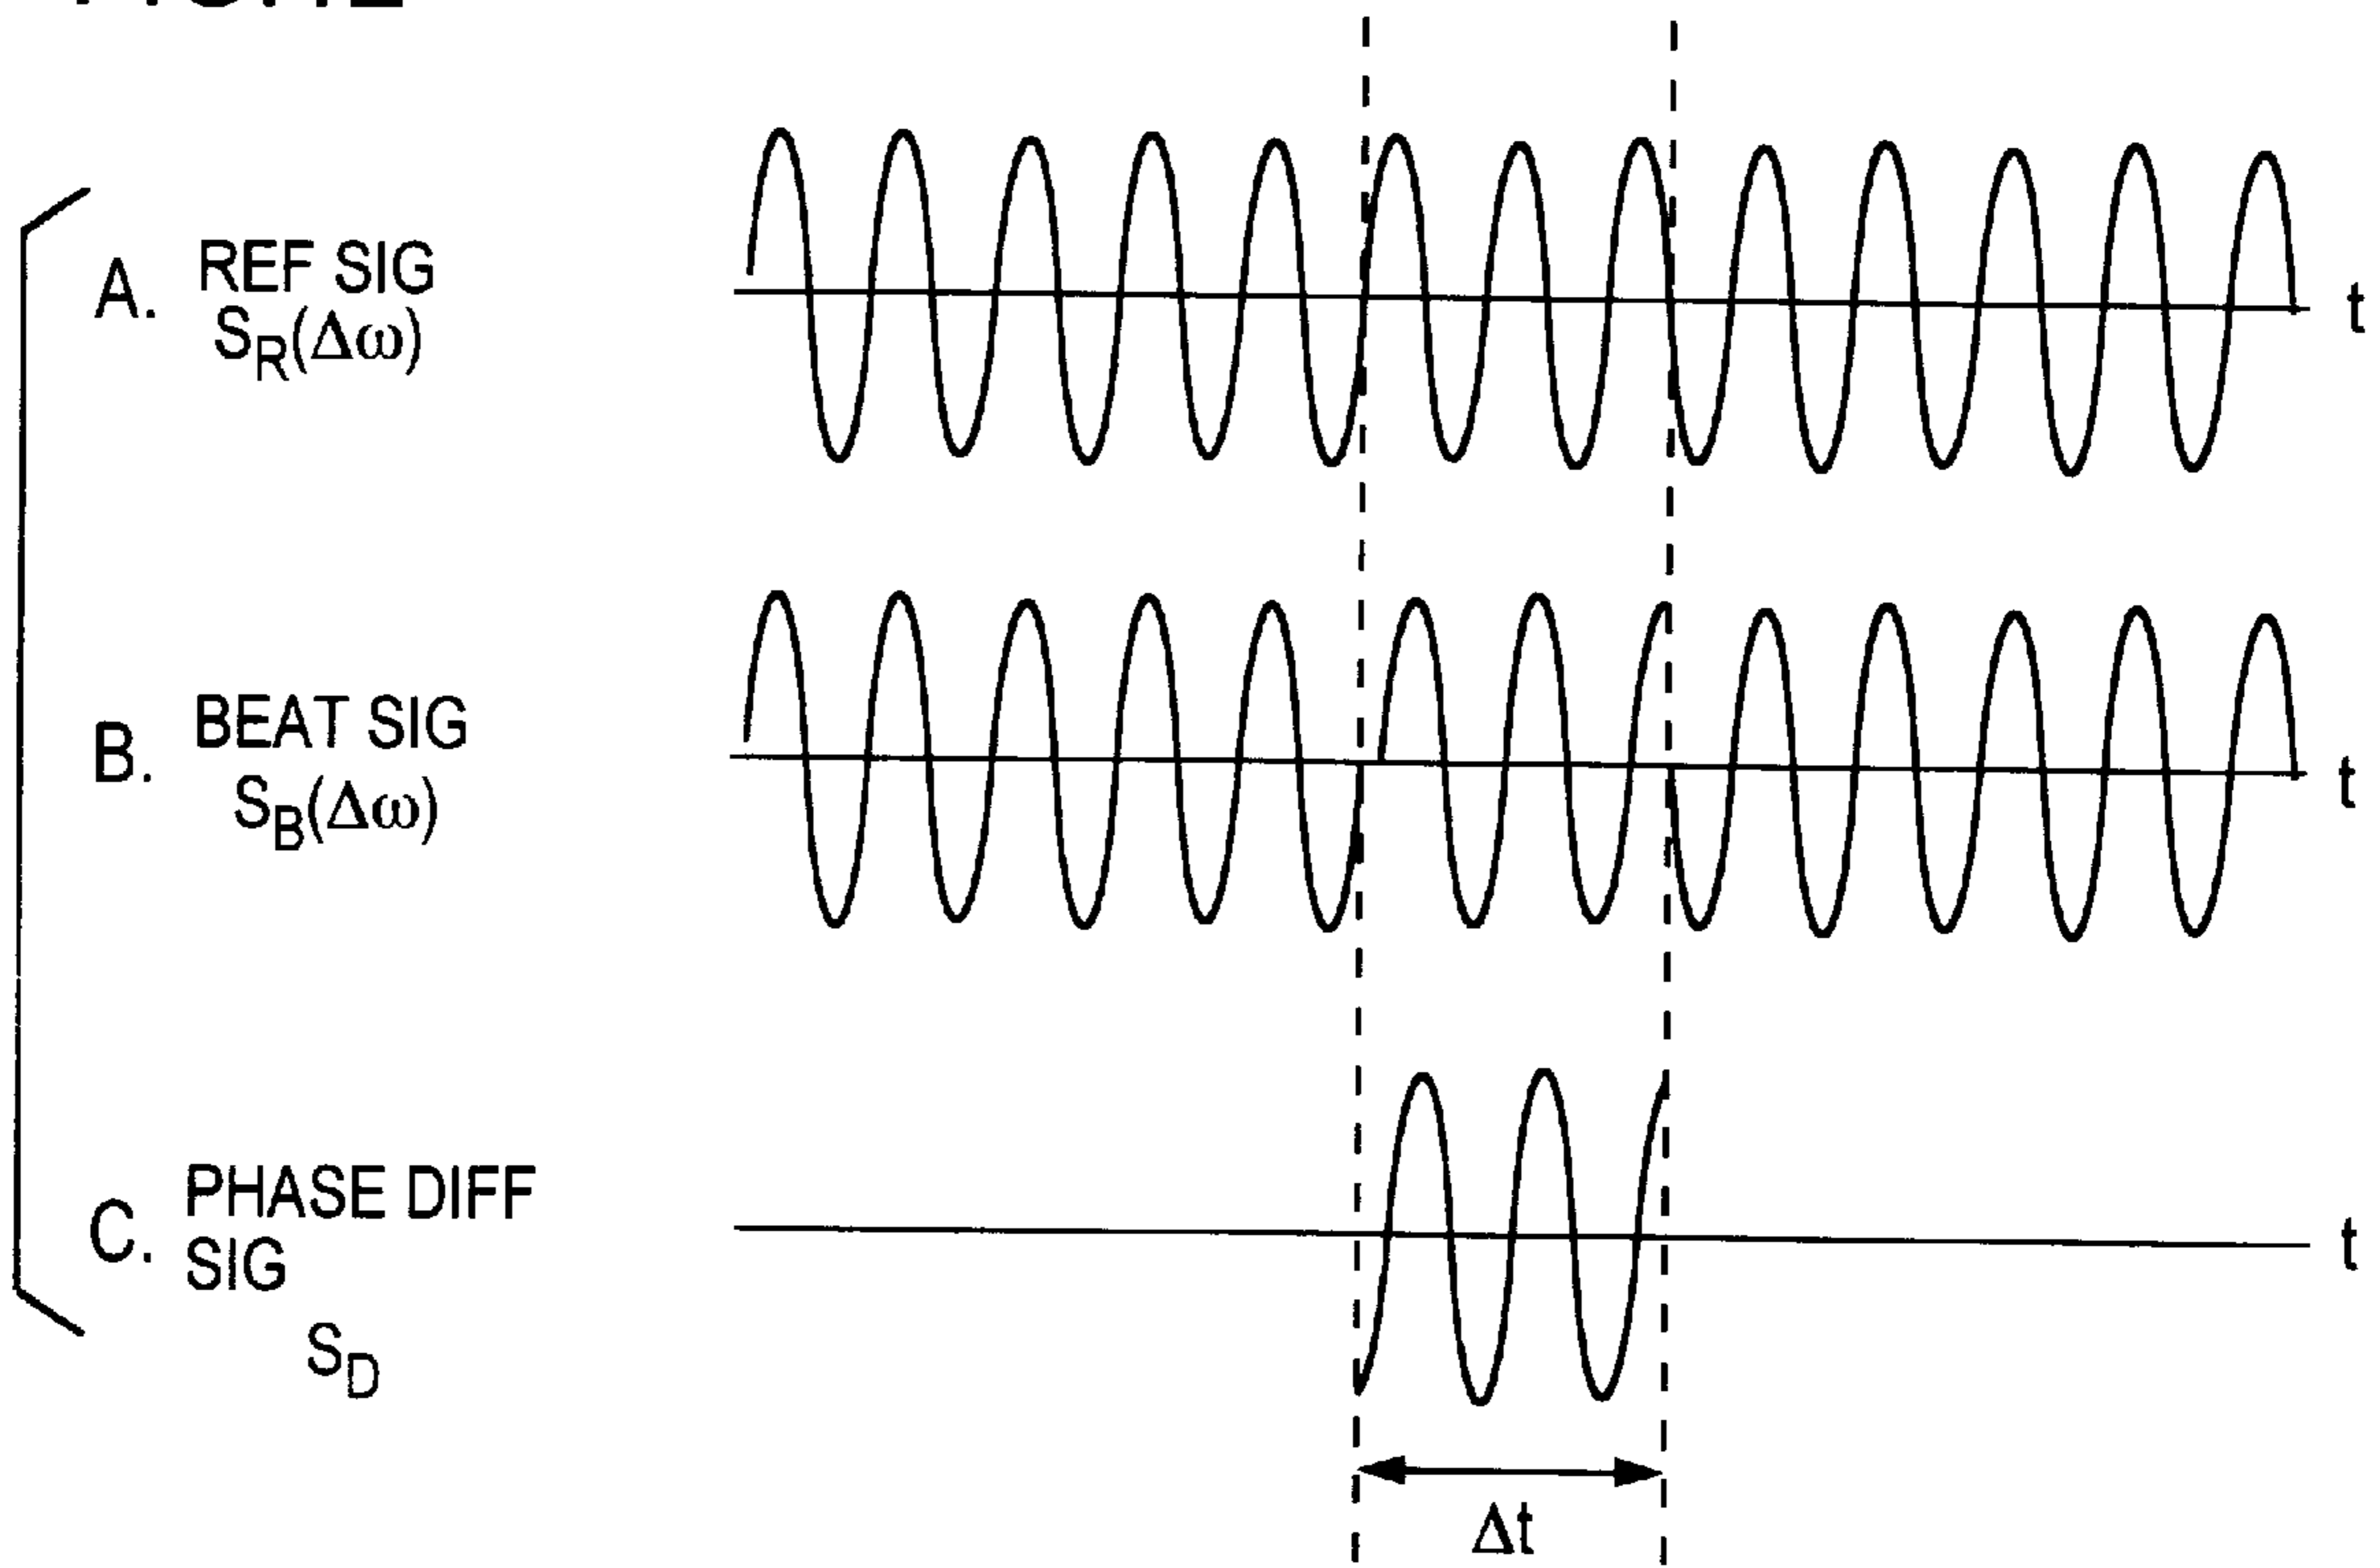 A. REF SIG
S_R(Δω)
t
B. BEAT SIG
S_B(Δω)
t
C. PHASE DIFF
SIG
S_D
t
Δt